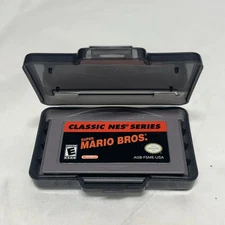 CLASSIC NES SERIES
SUPER
MARIO BROS.
E
Nintendo
AGB-FSME-USA